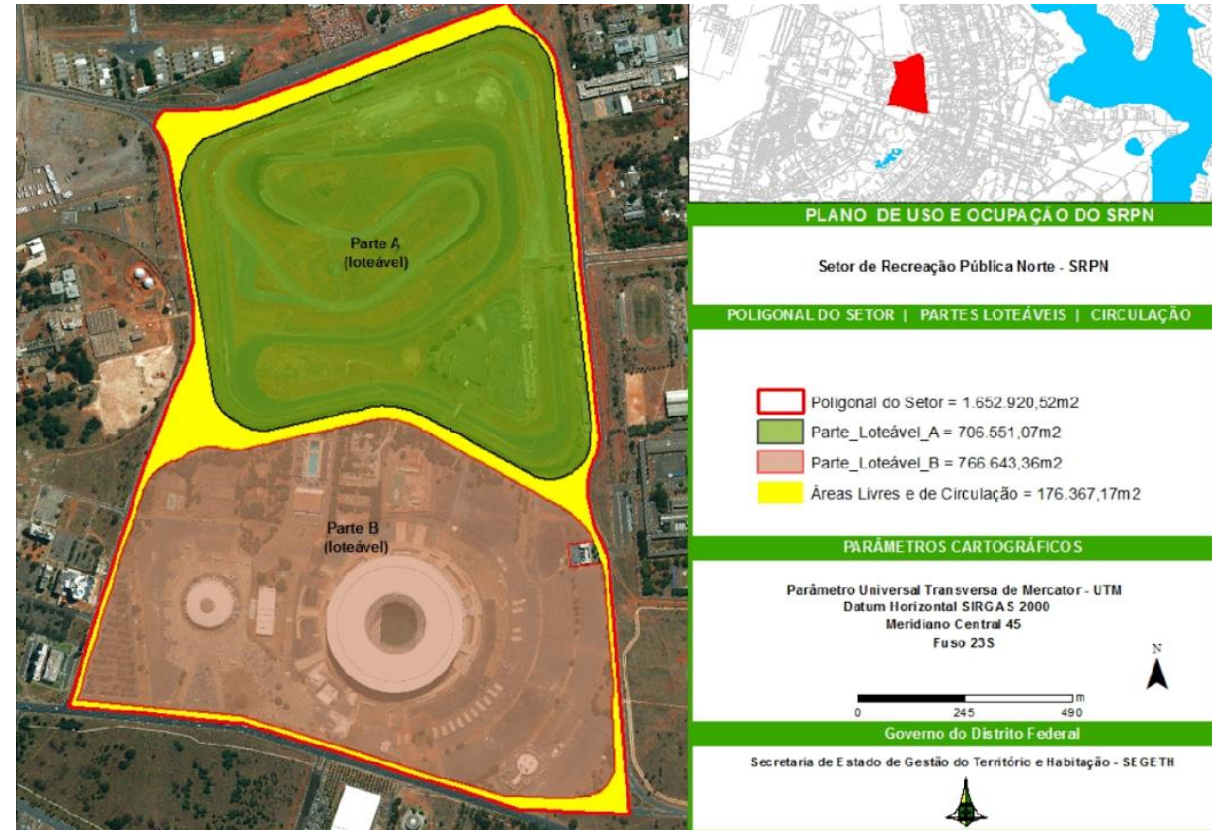 Parte A
(loteável)
Parte B
(loteável)
PLANO DE USO E OCUPAÇÃO DO SRPN
Setor de Recreação Pública Norte - SRPN
POLIGONAL DO SETOR | PARTES LOTEÁVEIS | CIRCULAÇÃO
Poligonal do Setor = 1.652.920,52m2
Parte_Loteável_A = 706.551,07m2
Parte_Loteável_B = 766.643,36m2
Áreas Livres e de Circulação = 176.367,17m2
PARÂMETROS CARTOGRÁFICOS
Parâmetro Universal Transversa de Mercator - UTM
Datum Horizontal SIRGAS 2000
Meridiano Central 45
Fuso 23S
N
m
0 245 490
Governo do Distrito Federal
Secretaria de Estado de Gestão do Território e Habitação - SEGETH